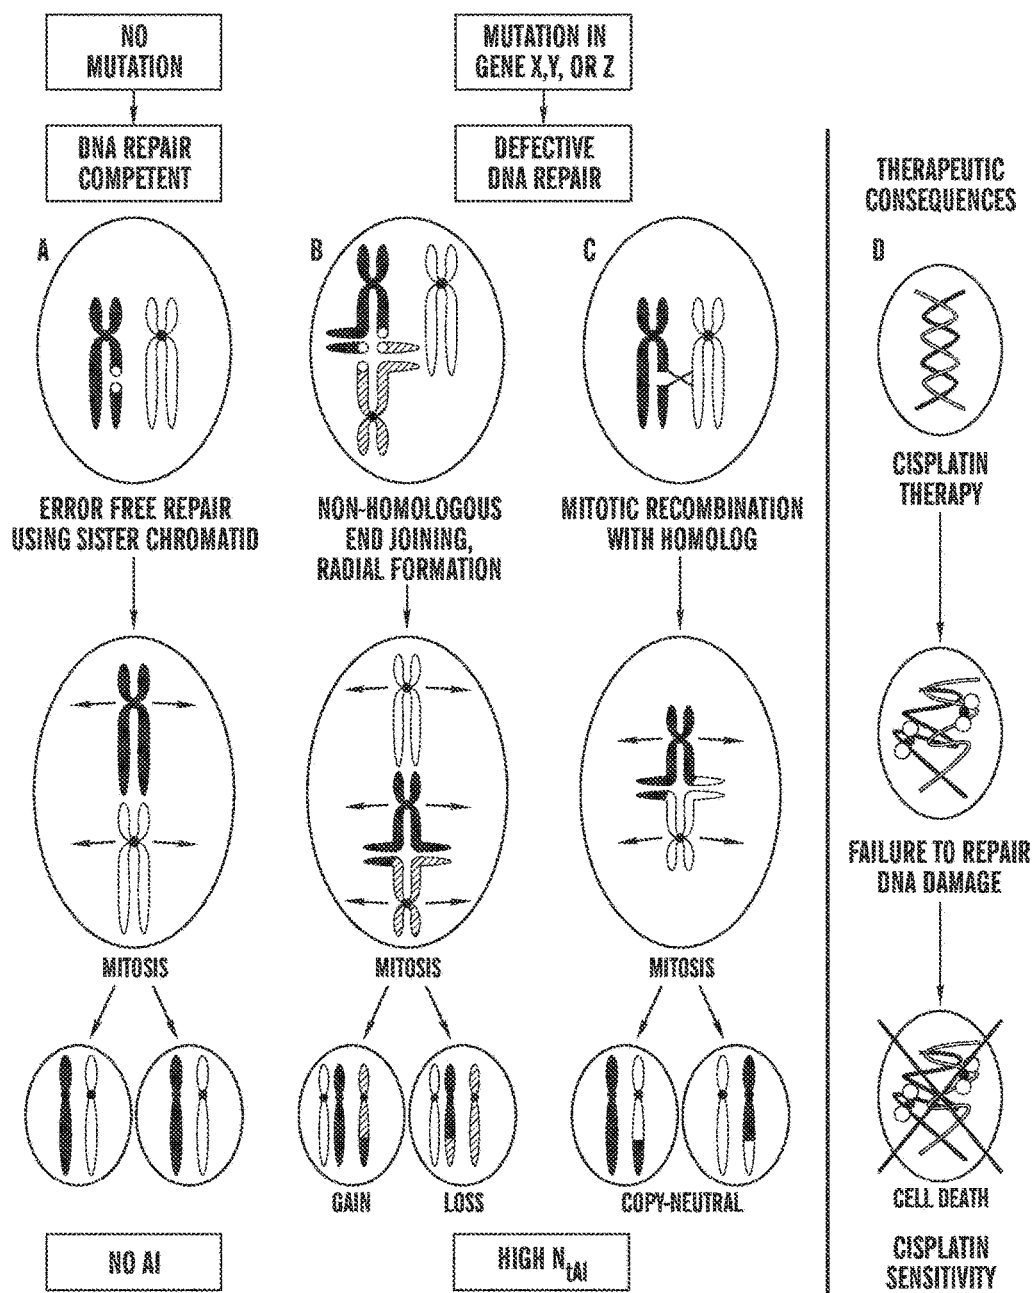 NO
MUTATION
MUTATION IN
GENE X,Y, OR Z
DNA REPAIR
COMPETENT
DEFECTIVE
DNA REPAIR
THERAPEUTIC
CONSEQUENCES
A
B
C
D
ERROR FREE REPAIR
USING SISTER CHROMATID
NON-HOMOLOGOUS
END JOINING,
RADIAL FORMATION
MITOTIC RECOMBINATION
WITH HOMOLOG
CISPLATIN
THERAPY
FAILURE TO REPAIR
DNA DAMAGE
MITOSIS
MITOSIS
MITOSIS
GAIN
LOSS
COPY-NEUTRAL
CELL DEATH
NO AI
HIGH NtAI
CISPLATIN
SENSITIVITY